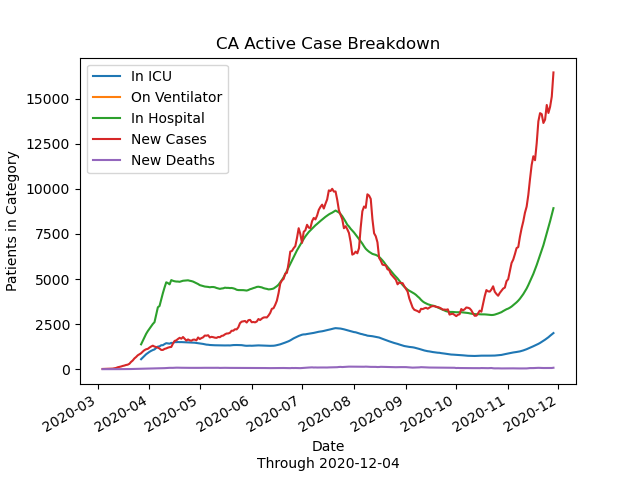 CA Active Case Breakdown
In ICU
On Ventilator
In Hospital
New Cases
New Deaths
Patients in Category
15000
12500
10000
7500
5000
2500
0
2020-03
2020-04
2020-05
2020-06
2020-07
2020-08
2020-09
2020-10
2020-11
2020-12
Date
Through 2020-12-04